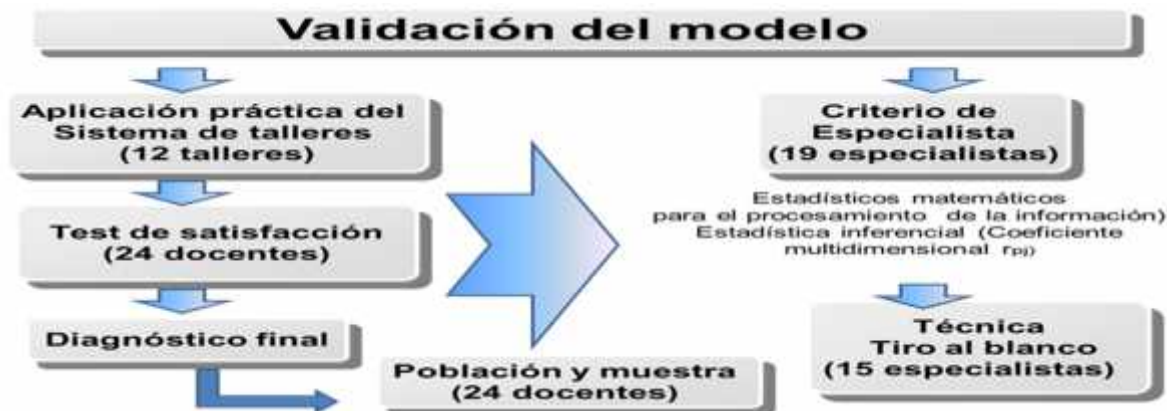 Validación del modelo
Aplicación práctica del
Sistema de talleres
(12 talleres)
Test de satisfacción
(24 docentes)
Diagnóstico final
Población y muestra
(24 docentes)
Criterio de
Especialista
(19 especialistas)
Estadísticos matemáticos
para el procesamiento de la información)
Estadística inferencial (Coeficiente
multidimensional rpj)
Técnica
Tiro al blanco
(15 especialistas)